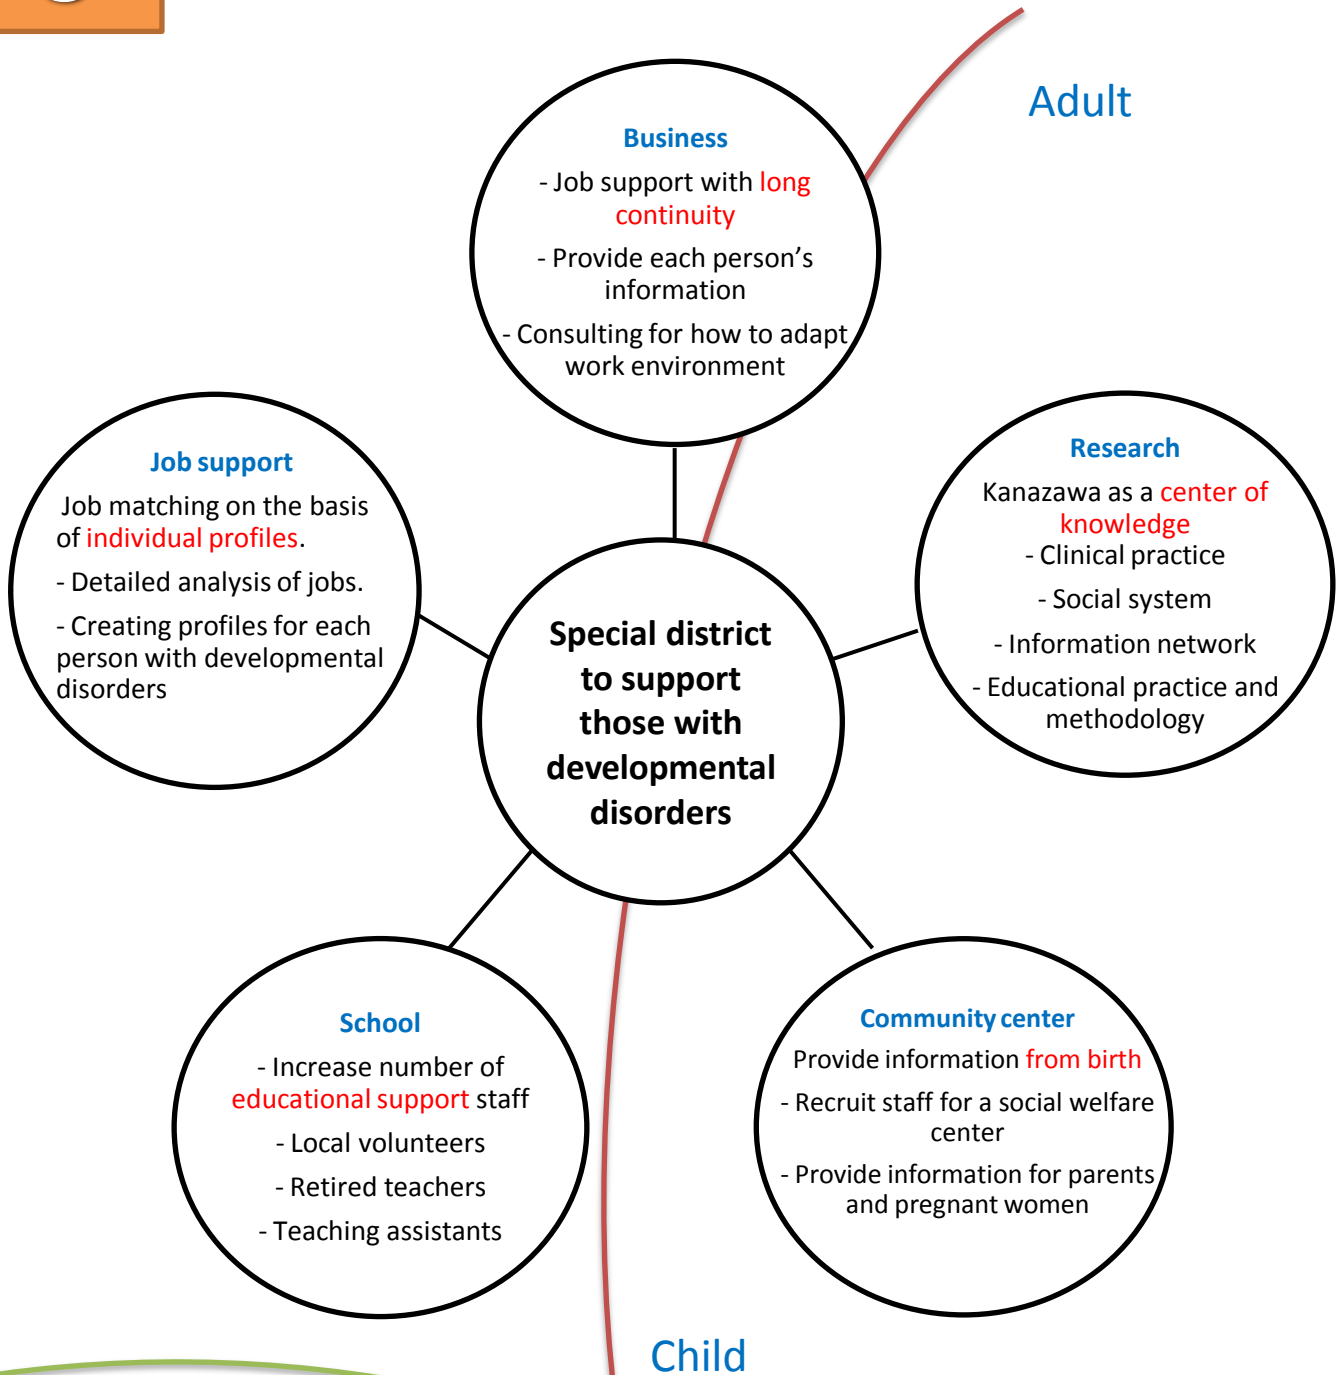 Adult
Business
- Job support with long
continuity
- Provide each person's
information
- Consulting for how to adapt
work environment
Job support
Job matching on the basis
of individual profiles.
- Detailed analysis of jobs.
- Creating profiles for each
person with developmental
disorders
Research
Kanazawa as a center of
knowledge
- Clinical practice
- Social system
- Information network
- Educational practice and
methodology
Special district
to support
those with
developmental
disorders
School
- Increase number of
educational support staff
- Local volunteers
- Retired teachers
- Teaching assistants
Community center
Provide information from birth
- Recruit staff for a social welfare
center
- Provide information for parents
and pregnant women
Child